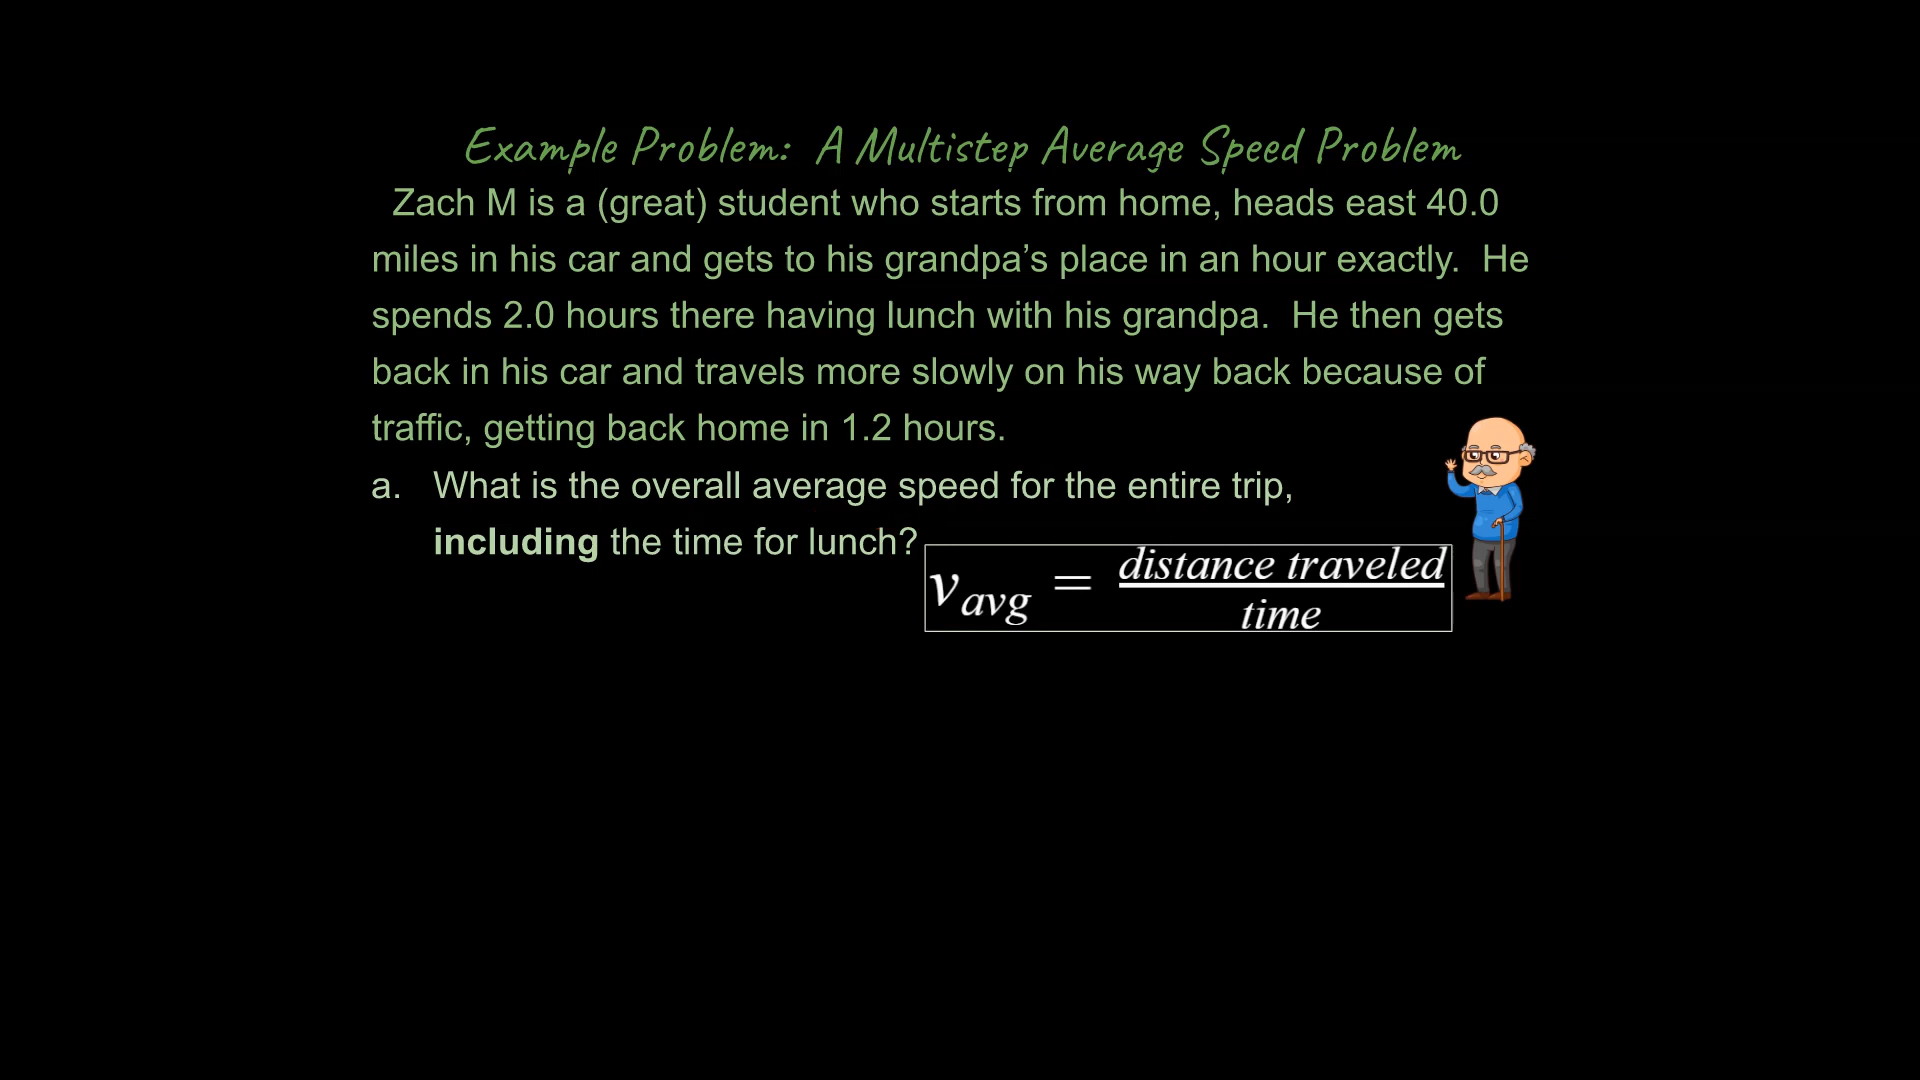 Example Problem:  A Multistep Average Speed Problem
Zach M is a (great) student who starts from home, heads east 40.0
miles in his car and gets to his grandpa’s place in an hour exactly.  He
spends 2.0 hours there having lunch with his grandpa.  He then gets
back in his car and travels more slowly on his way back because of
traffic, getting back home in 1.2 hours.
a. What is the overall average speed for the entire trip,
including the time for lunch?
v_avg = distance traveled / time